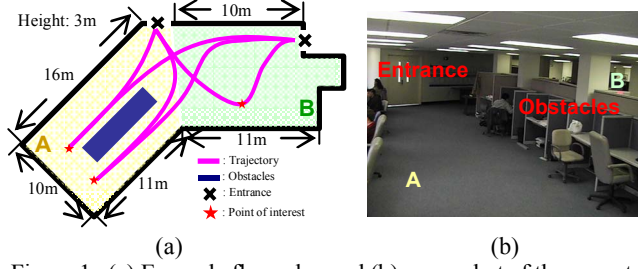 Height: 3m
10m
16m
A
B
10m
11m
11m
: Trajectory
: Obstacles
: Entrance
: Point of interest
(a)
Entrance
B
Obstacles
A
(b)